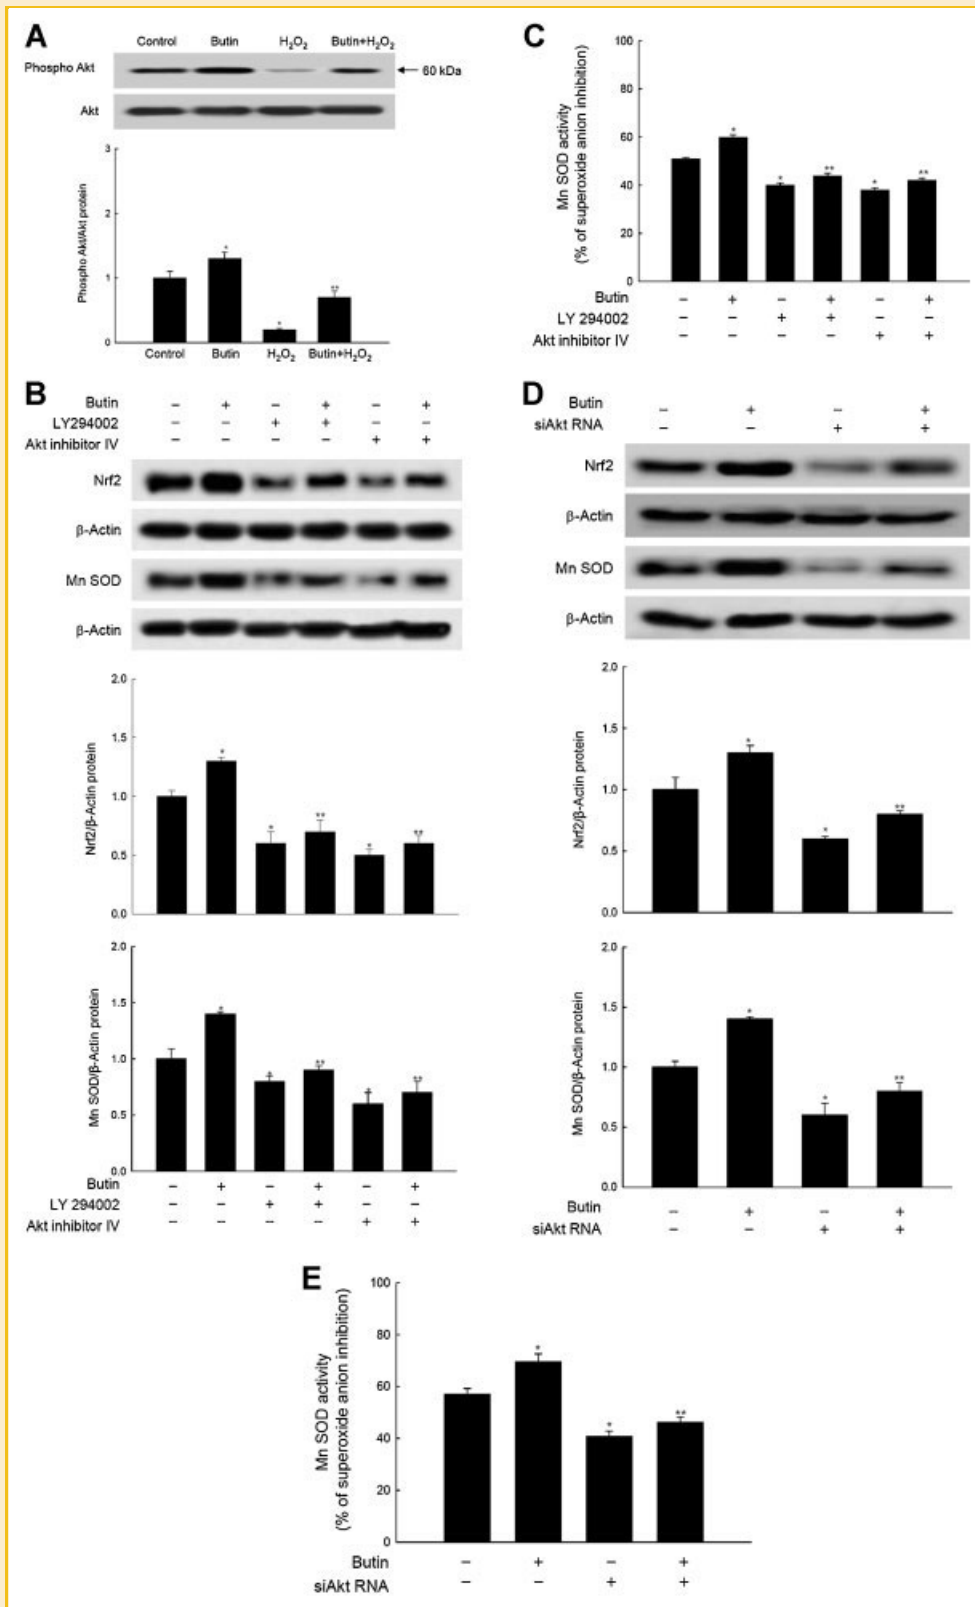 A
Control Butin H2O2 Butin+H2O2
Phospho Akt
60 kDa
Akt
3
2
1
0
Phospho Akt/Akt protein
* * **
Control Butin H2O2 Butin+H2O2
C
100
80
60
40
20
0
Mn SOD activity
(% of superoxide anion inhibition)
* * ** * **
Butin − + − + − +
LY 294002 − − + + − −
Akt inhibitor IV − − − − + +
B
Butin − + − + − +
LY294002 − − + + − −
Akt inhibitor IV − − − − + +
Nrf2
β-Actin
Mn SOD
β-Actin
2.0
1.5
1.0
0.5
0.0
Nrf2/β-Actin protein
* * ** * **
2.0
1.5
1.0
0.5
0.0
Mn SOD/β-Actin protein
* * ** * **
Butin − + − + − +
LY 294002 − − + + − −
Akt inhibitor IV − − − − + +
D
Butin − + − +
siAkt RNA − − + +
Nrf2
β-Actin
Mn SOD
β-Actin
2.0
1.5
1.0
0.5
0.0
Nrf2/β-Actin protein
* * **
2.0
1.5
1.0
0.5
0.0
Mn SOD/β-Actin protein
* * **
Butin − + − +
siAkt RNA − − + +
E
100
80
60
40
20
0
Mn SOD activity
(% of superoxide anion inhibition)
* * **
Butin − + − +
siAkt RNA − − + +